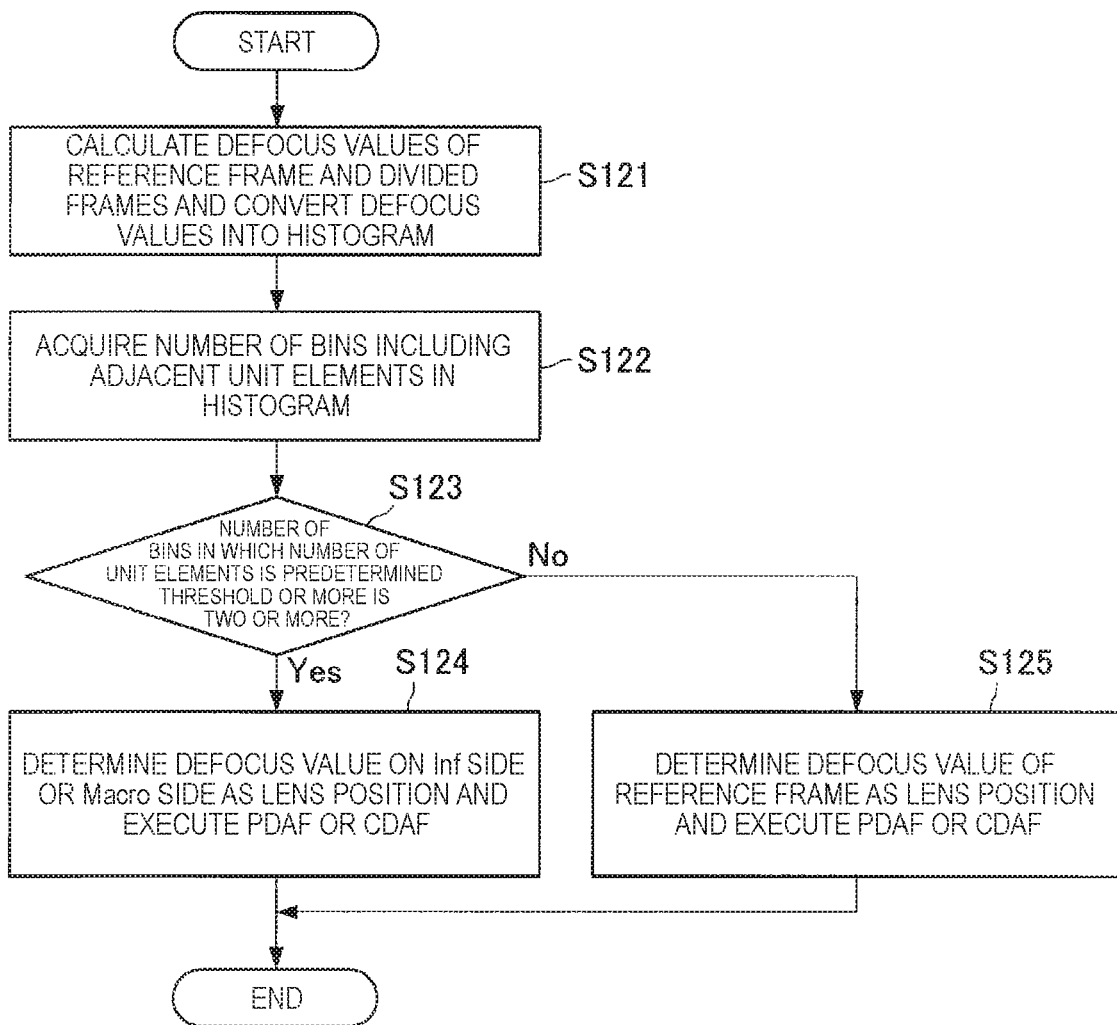 START
CALCULATE DEFOCUS VALUES OF
REFERENCE FRAME AND DIVIDED
FRAMES AND CONVERT DEFOCUS
VALUES INTO HISTOGRAM
S121
ACQUIRE NUMBER OF BINS INCLUDING
ADJACENT UNIT ELEMENTS IN
HISTOGRAM
S122
S123
NUMBER OF
BINS IN WHICH NUMBER OF
UNIT ELEMENTS IS PREDETERMINED
THRESHOLD OR MORE IS
TWO OR MORE?
No
Yes
S124
DETERMINE DEFOCUS VALUE ON Inf SIDE
OR Macro SIDE AS LENS POSITION AND
EXECUTE PDAF OR CDAF
S125
DETERMINE DEFOCUS VALUE OF
REFERENCE FRAME AS LENS POSITION
AND EXECUTE PDAF OR CDAF
END